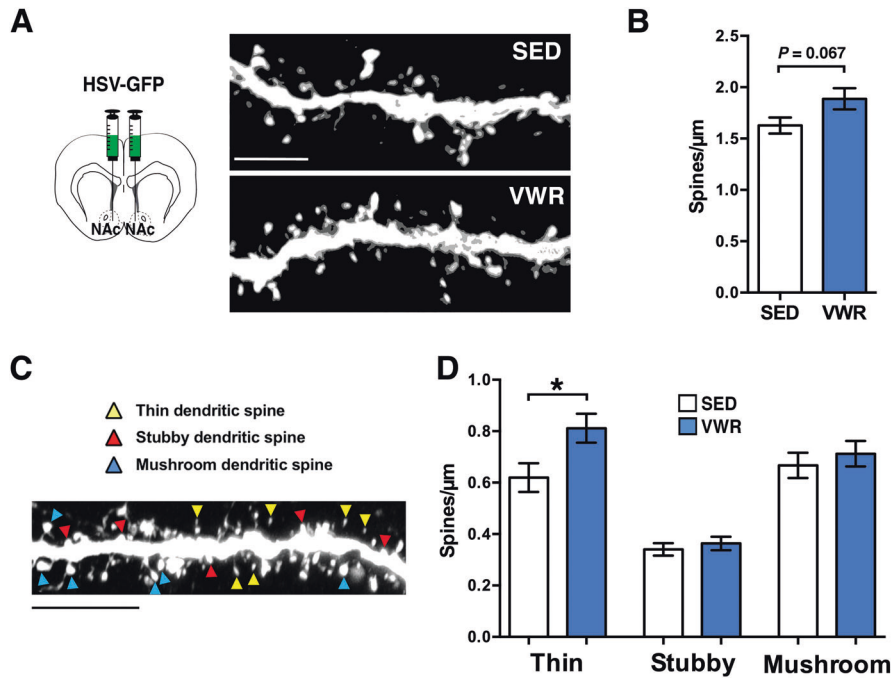 A
HSV-GFP
NAc NAc
SED
VWR
B
P = 0.067
Spines/µm
2.5
2.0
1.5
1.0
0.5
0.0
SED VWR
C
Thin dendritic spine
Stubby dendritic spine
Mushroom dendritic spine
D
*
SED
VWR
Spines/µm
1.0
0.8
0.6
0.4
0.2
0.0
Thin Stubby Mushroom